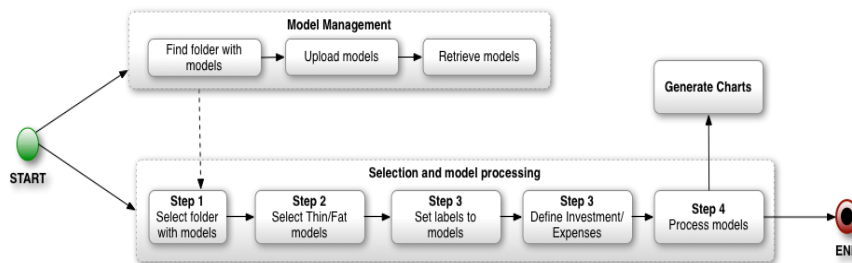 Model Management
Find folder with
models
Upload models
Retrieve models
Generate Charts
START
Selection and model processing
Step 1
Select folder
with models
Step 2
Select Thin/Fat
models
Step 3
Set labels to
models
Step 3
Define Investment/
Expenses
Step 4
Process models
END